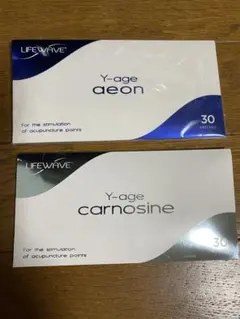 LIFEWAVE
Y-age
aeon
for the stimulation
of acupuncture points
30
LIFEWAVE
Y-age
carnosine
for the stimulation
of acupuncture points
30